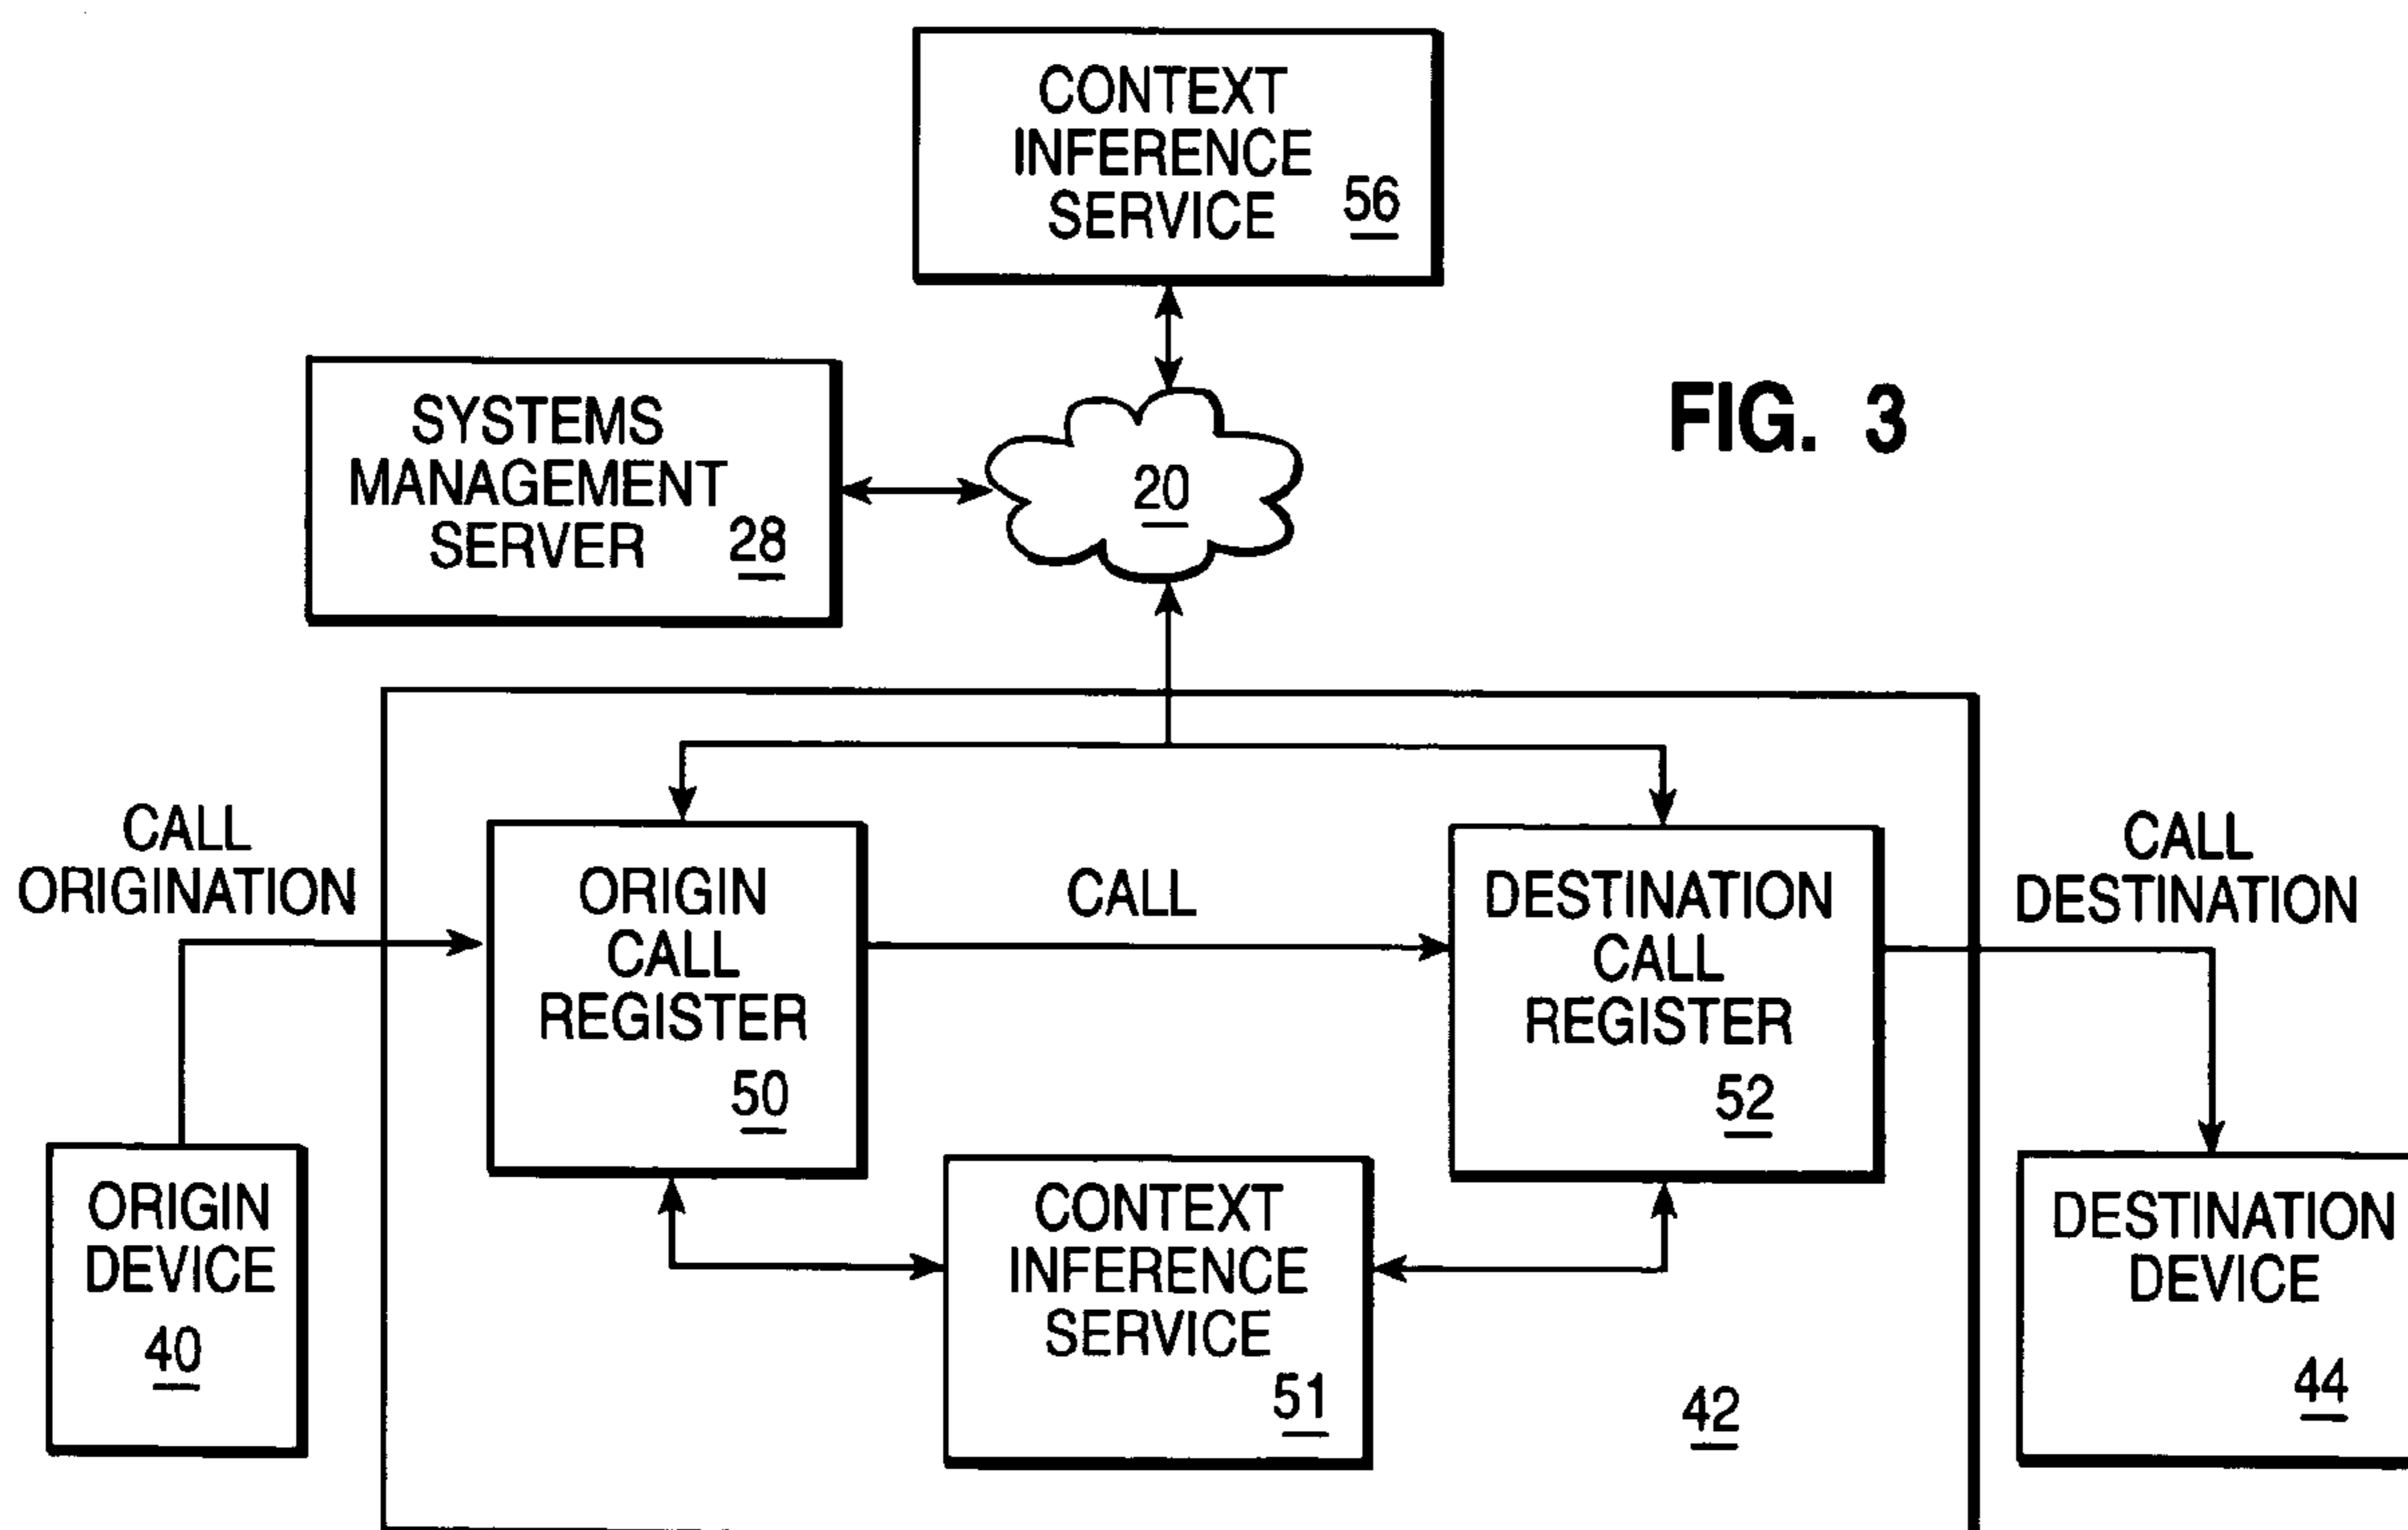 CONTEXT
INFERENCE
SERVICE 56
SYSTEMS
MANAGEMENT
SERVER 28
20
FIG. 3
CALL
ORIGINATION
ORIGIN
CALL
REGISTER
50
CALL
DESTINATION
CALL
REGISTER
52
CALL
DESTINATION
ORIGIN
DEVICE
40
CONTEXT
INFERENCE
SERVICE
51
42
DESTINATION
DEVICE
44